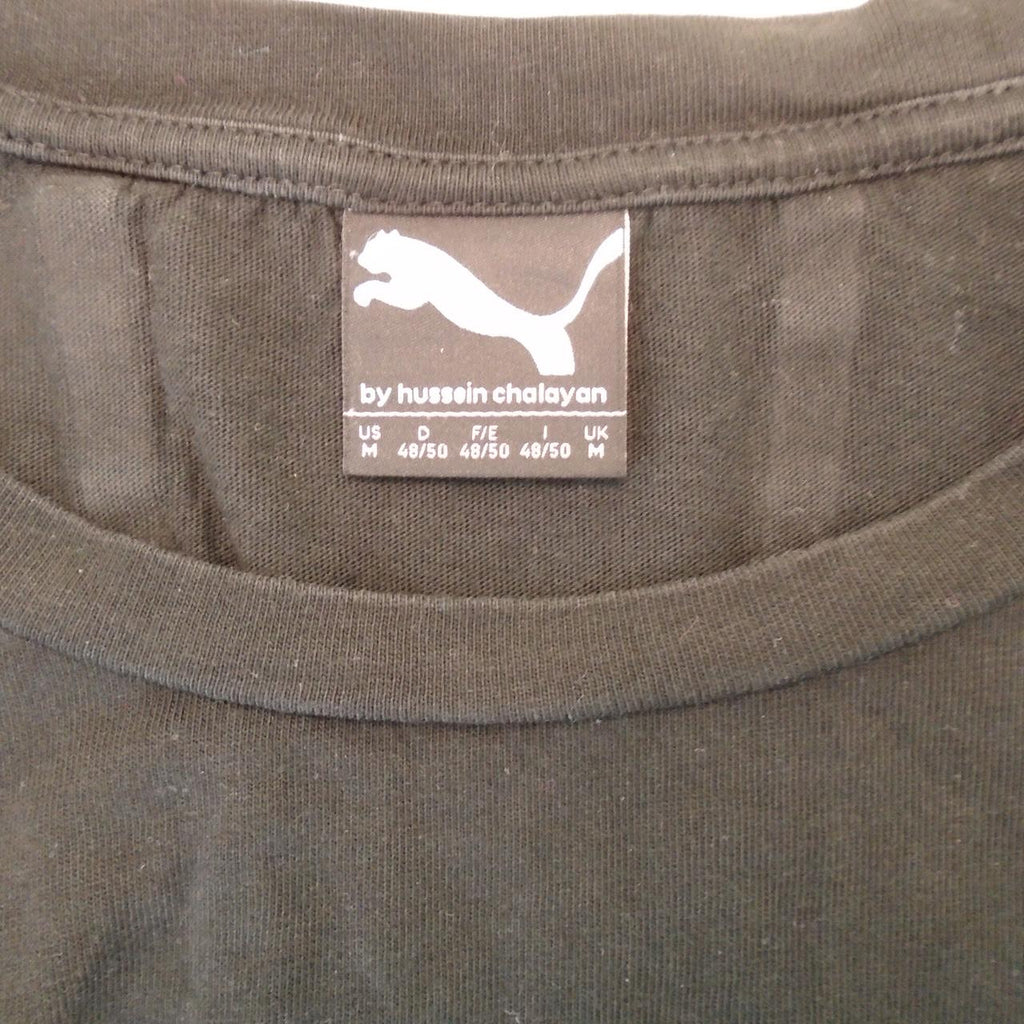 by hussein chalayan
US D F/E I UK
M 48/50 48/50 48/50 M